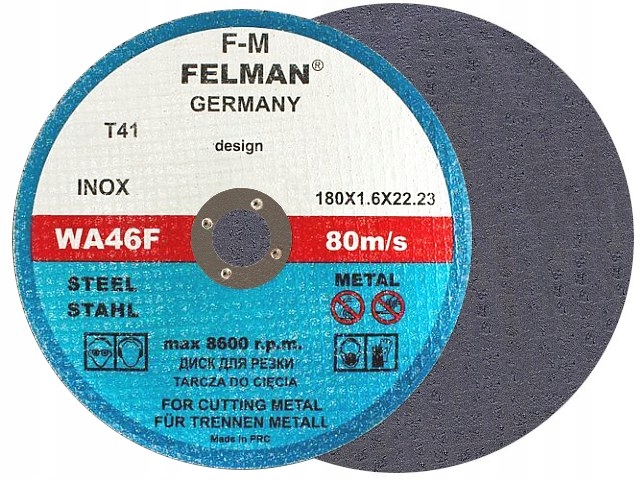 F-M
FELMAN®
GERMANY
T41
design
INOX
180X1.6X22.23
WA46F
80m/s
STEEL
METAL
STAHL
max 8600 r.p.m.
ДИСК ДЛЯ РЕЗКИ
TARCZA DO CIĘCIA
FOR CUTTING METAL
FÜR TRENNEN METALL
Made in PRC